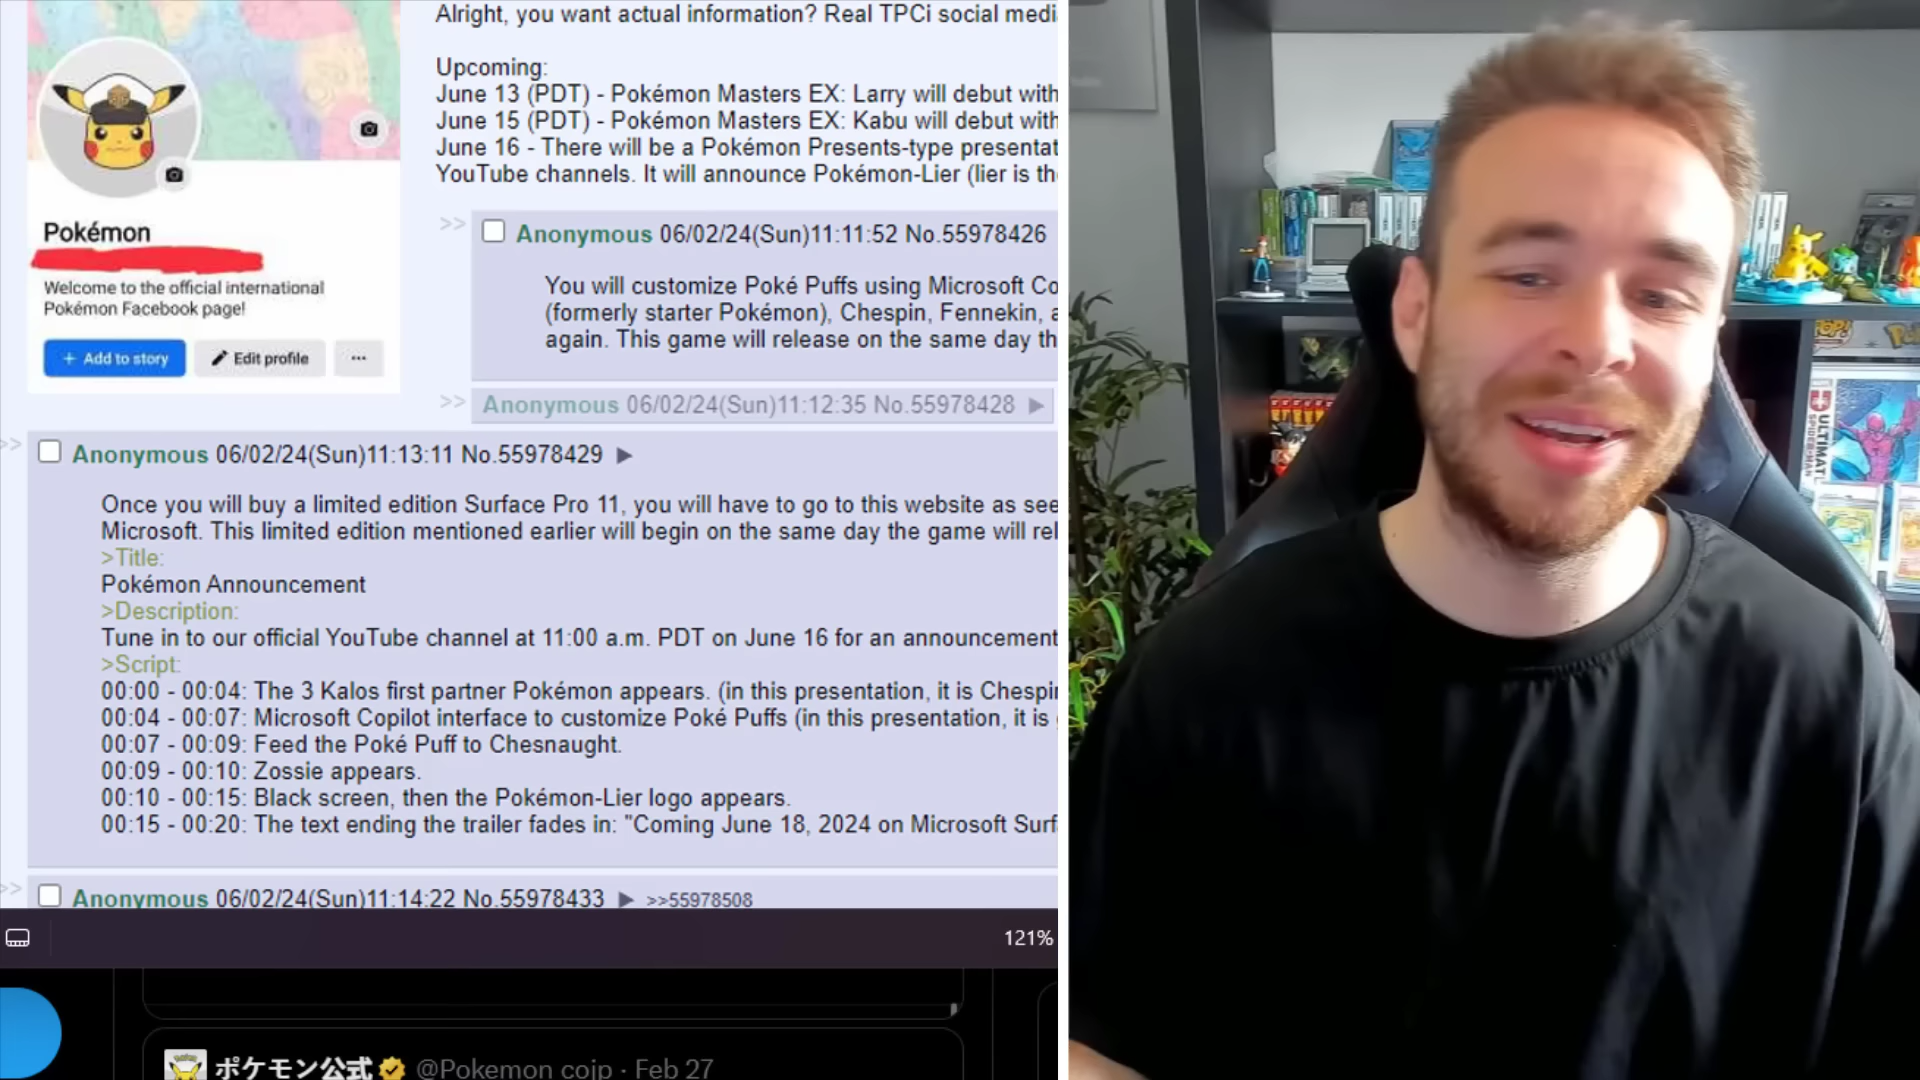 Alright, you want actual information? Real TPCi social medi
Upcoming:
June 13 (PDT) - Pokémon Masters EX: Larry will debut with
June 15 (PDT) - Pokémon Masters EX: Kabu will debut with
June 16 - There will be a Pokémon Presents-type presentat
YouTube channels. It will announce Pokémon-Lier (lier is the
Pokémon
Welcome to the official international
Pokémon Facebook page!
+ Add to story
Edit profile
...
>> Anonymous 06/02/24(Sun)11:11:52 No.55978426
You will customize Poké Puffs using Microsoft Co
(formerly starter Pokémon), Chespin, Fennekin, a
again. This game will release on the same day th
>> Anonymous 06/02/24(Sun)11:12:35 No.55978428 ▶
>> Anonymous 06/02/24(Sun)11:13:11 No.55978429 ▶
Once you will buy a limited edition Surface Pro 11, you will have to go to this website as see
Microsoft. This limited edition mentioned earlier will begin on the same day the game will rel
>Title:
Pokémon Announcement
>Description:
Tune in to our official YouTube channel at 11:00 a.m. PDT on June 16 for an announcement
>Script:
00:00 - 00:04: The 3 Kalos first partner Pokémon appears. (in this presentation, it is Chespin
00:04 - 00:07: Microsoft Copilot interface to customize Poké Puffs (in this presentation, it is
00:07 - 00:09: Feed the Poké Puff to Chesnaught.
00:09 - 00:10: Zossie appears.
00:10 - 00:15: Black screen, then the Pokémon-Lier logo appears.
00:15 - 00:20: The text ending the trailer fades in: "Coming June 18, 2024 on Microsoft Surf
>> Anonymous 06/02/24(Sun)11:14:22 No.55978433 ▶ >>55978508
121%
ポケモン公式 @Pokemon_cojp · Feb 27
POP!
ULTIMAT
SPIDER-MAN